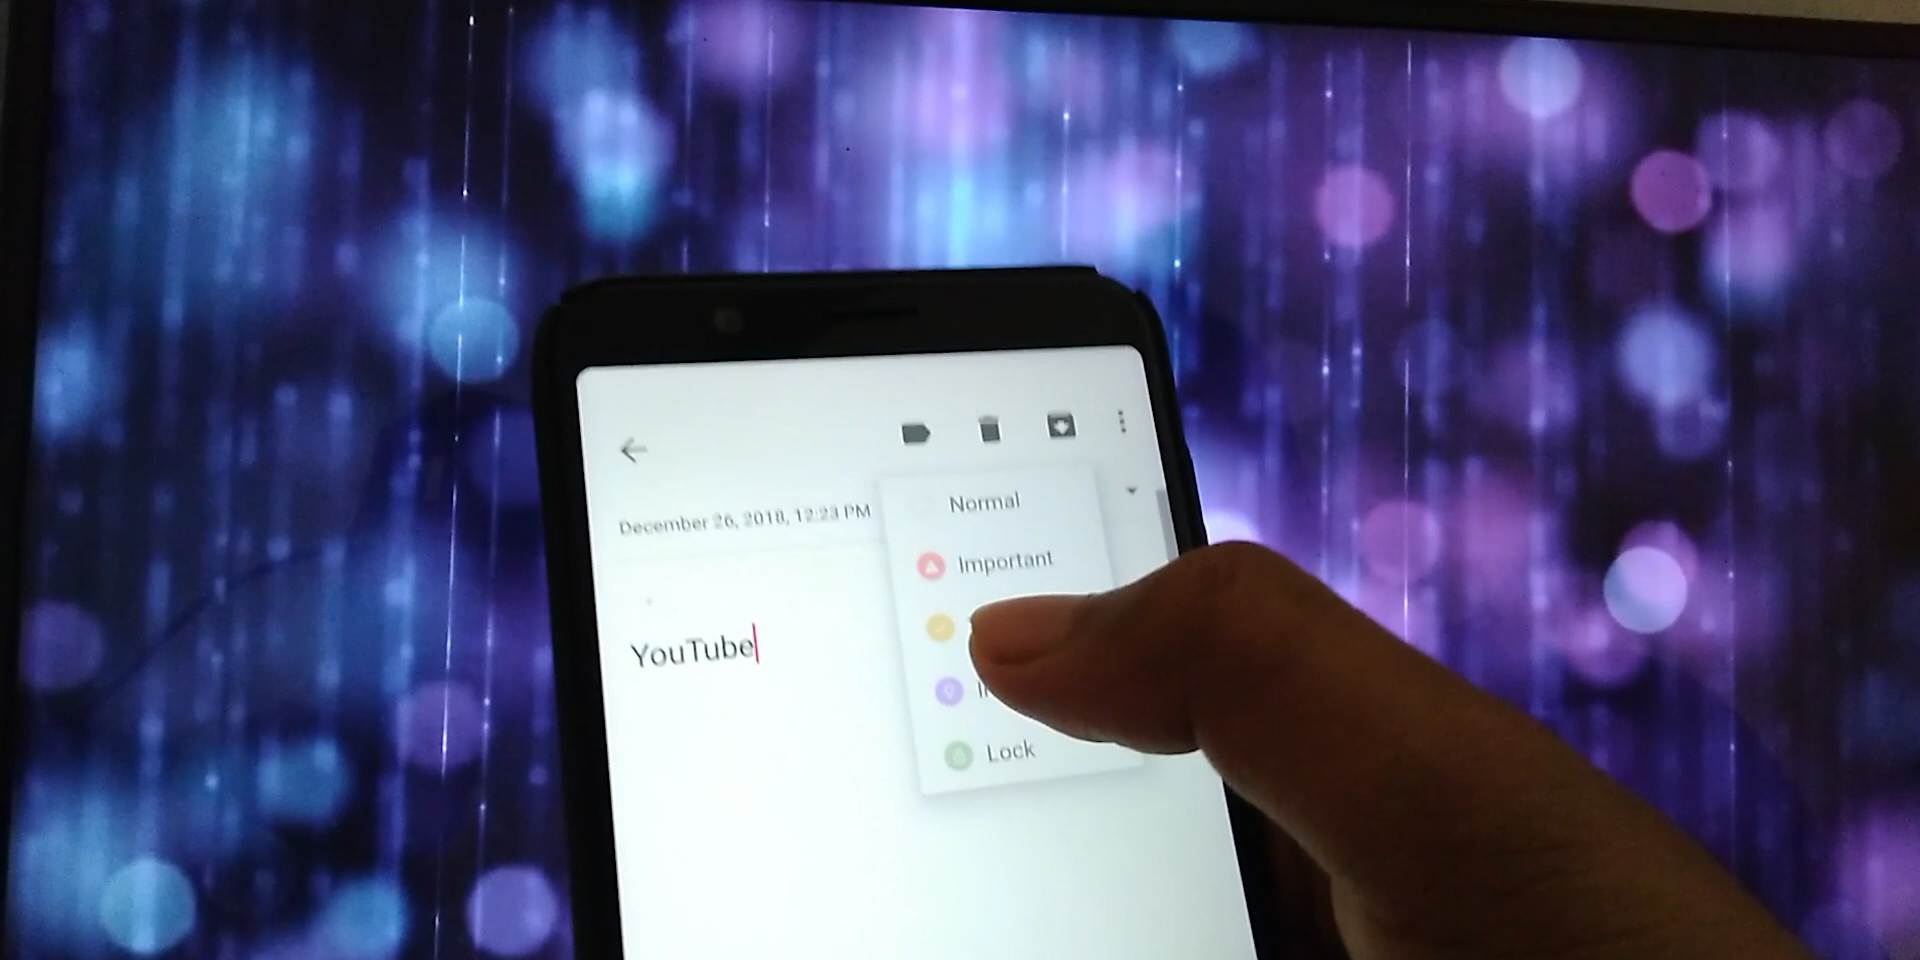 December 26, 2018, 12:23 PM
Normal
Important
YouTube
Lock